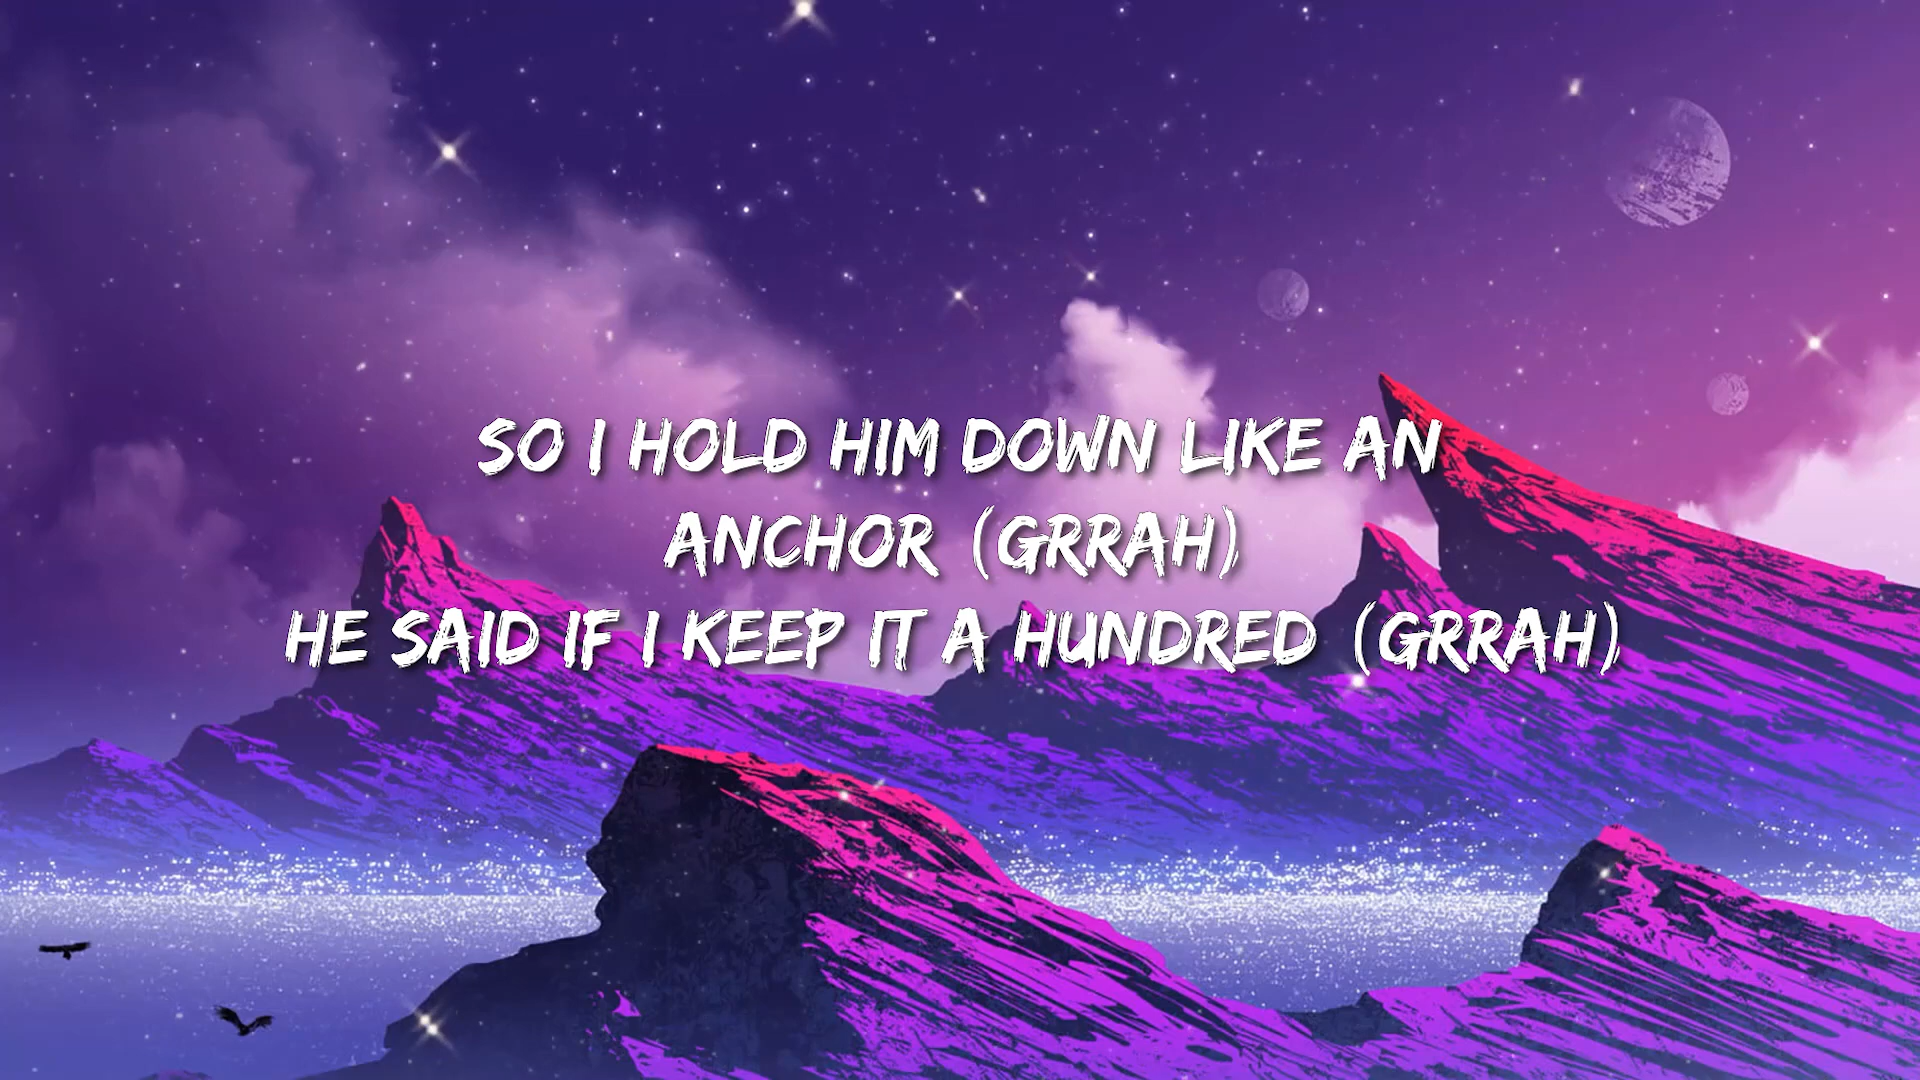 SO I HOLD HIM DOWN LIKE AN
ANCHOR (GRRAH)
HE SAID IF I KEEP IT A HUNDRED (GRRAH)